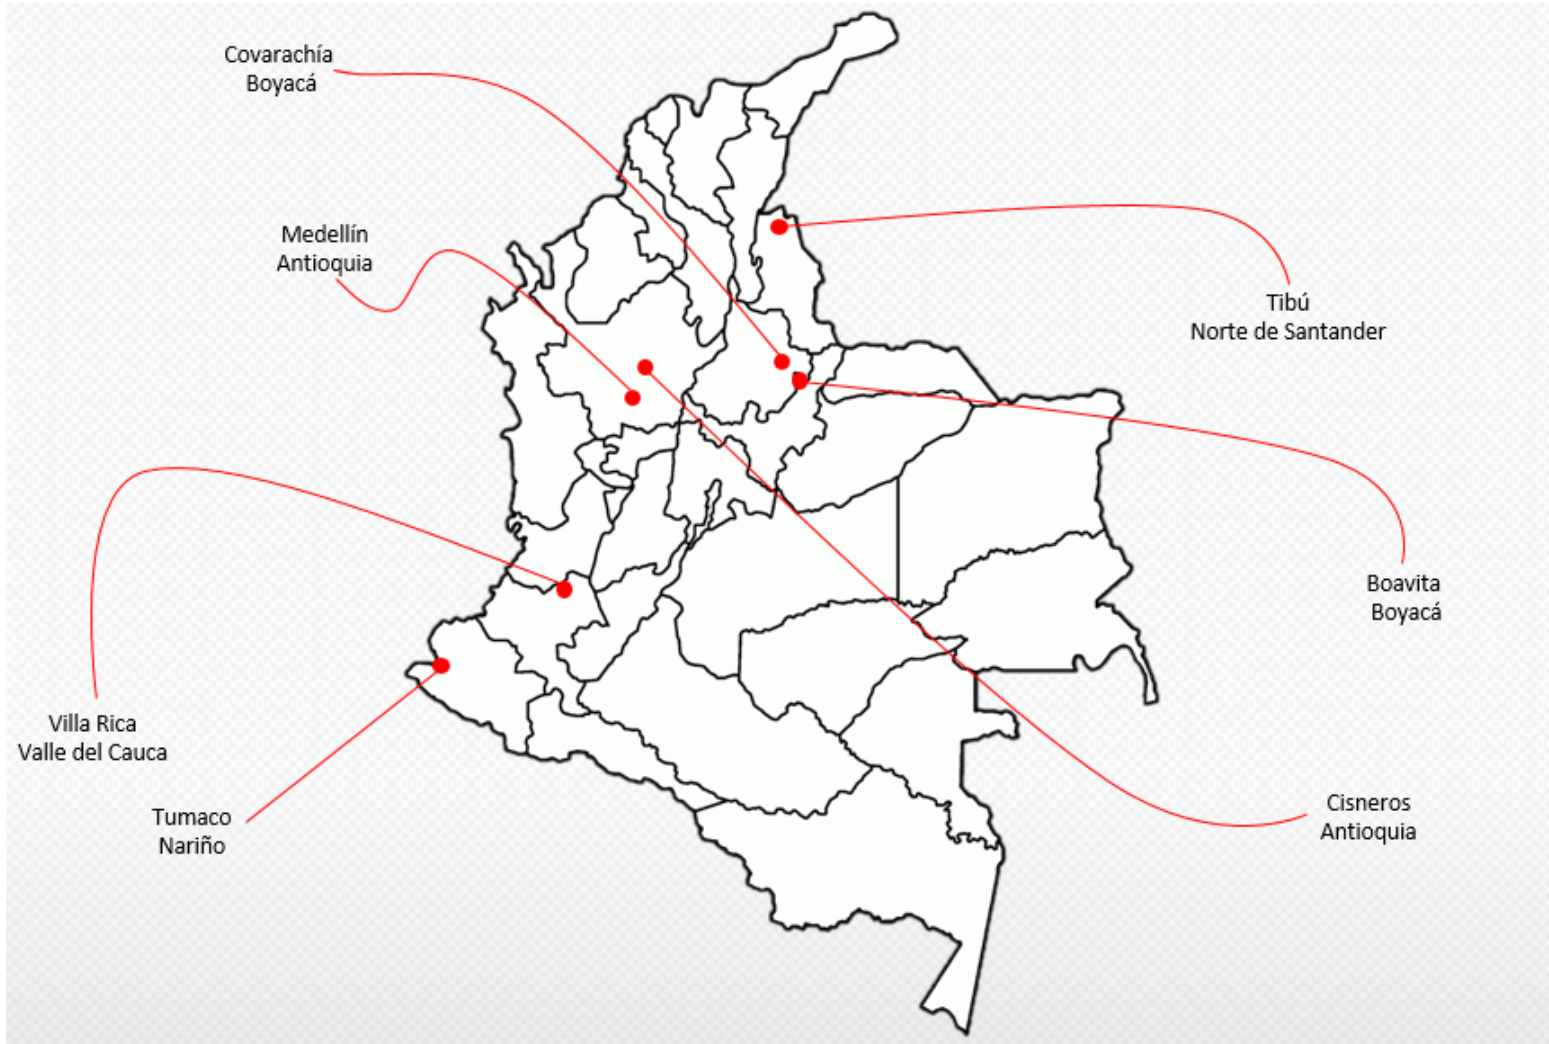 Covarachía
Boyacá
Medellín
Antioquia
Tibú
Norte de Santander
Boavita
Boyacá
Villa Rica
Valle del Cauca
Tumaco
Nariño
Cisneros
Antioquia